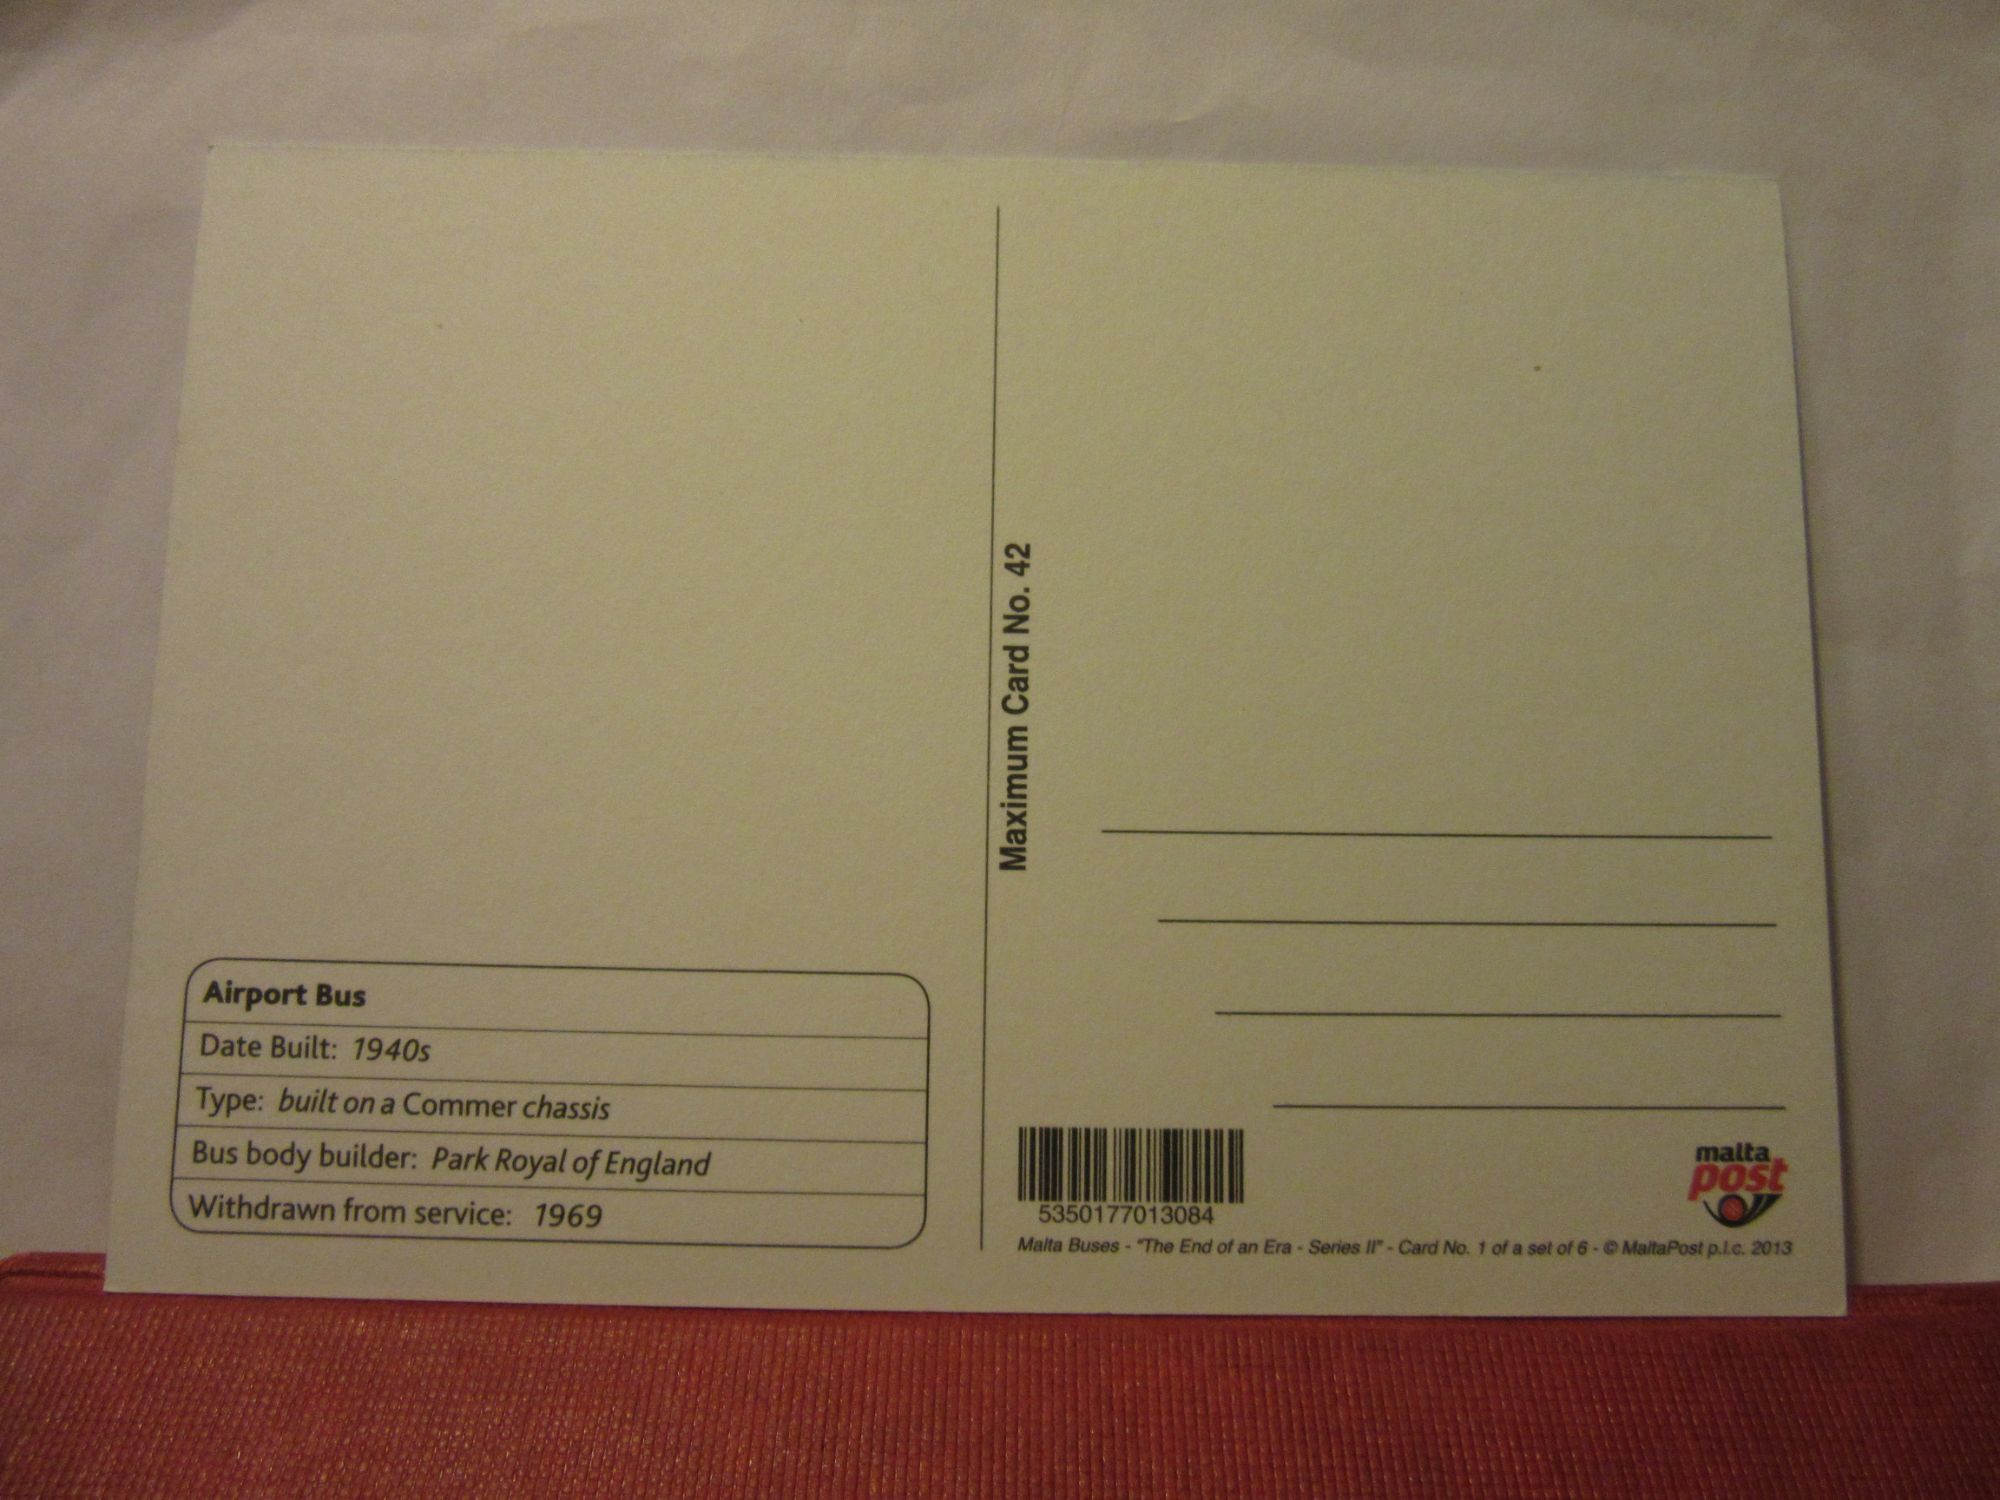 Airport Bus
Date Built: 1940s
Type: built on a Commer chassis
Bus body builder: Park Royal of England
Withdrawn from service: 1969
Maximum Card No. 42
5350177013084
malta
post
Malta Buses - "The End of an Era - Series II" - Card No. 1 of a set of 6 - © MaltaPost p.l.c. 2013